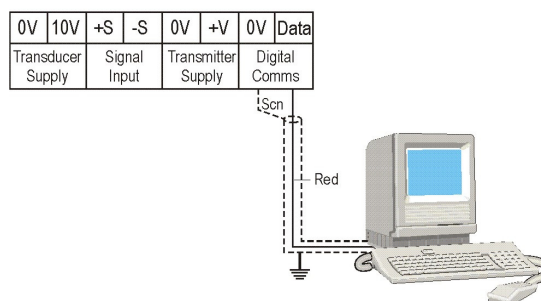 0V 10V +S -S 0V +V 0V Data
Transducer Supply Signal Input Transmitter Supply Digital Comms
Scn
Red